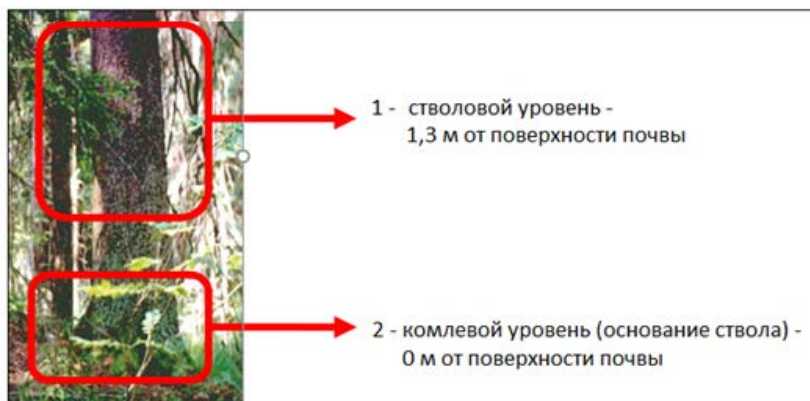 1 - стволовой уровень -
1,3 м от поверхности почвы
2 - комлевой уровень (основание ствола) -
0 м от поверхности почвы